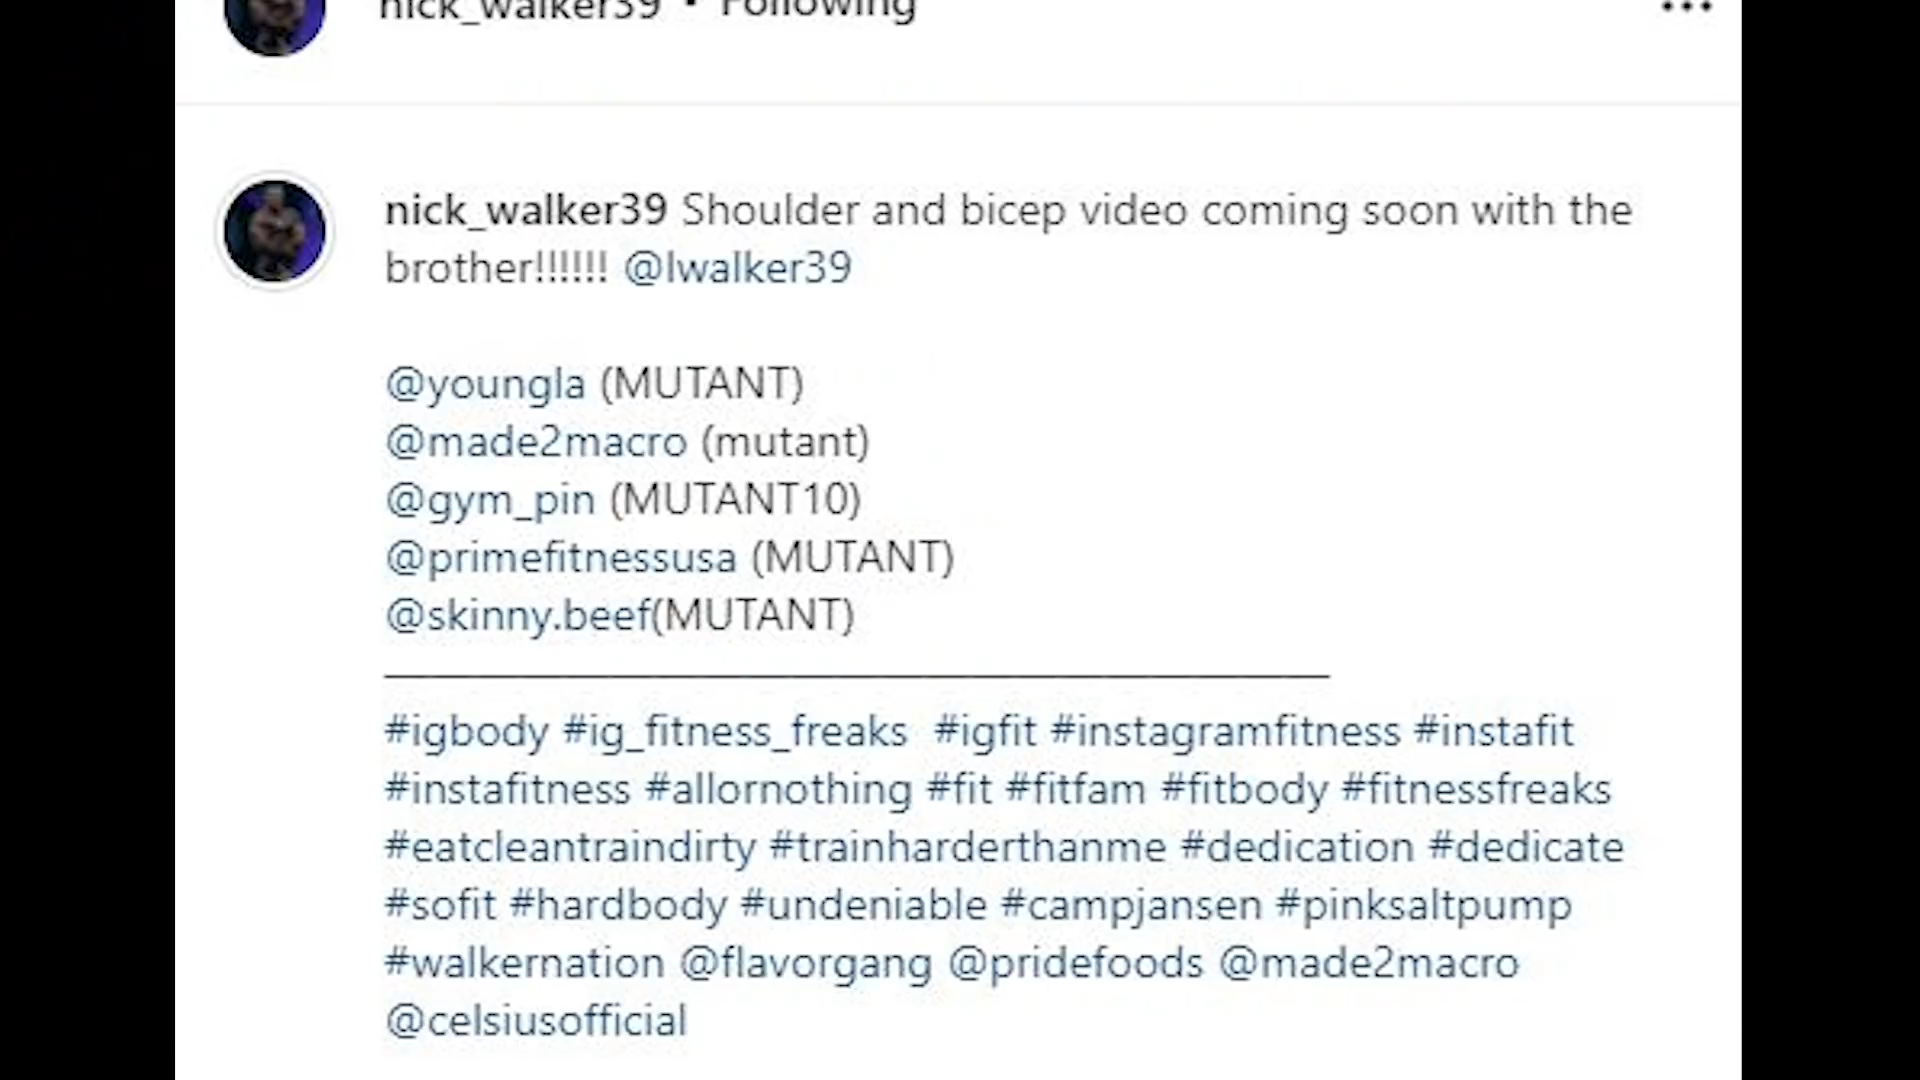 nick_walker39 • Following
nick_walker39 Shoulder and bicep video coming soon with the
brother!!!!!! @lwalker39
@youngla (MUTANT)
@made2macro (mutant)
@gym_pin (MUTANT10)
@primefitnessusa (MUTANT)
@skinny.beef(MUTANT)
#igbody #ig_fitness_freaks #igfit #instagramfitness #instafit
#instafitness #allornothing #fit #fitfam #fitbody #fitnessfreaks
#eatcleantraindirty #trainharderthanme #dedication #dedicate
#sofit #hardbody #undeniable #campjansen #pinksaltpump
#walkernation @flavorgang @pridefoods @made2macro
@celsiusofficial